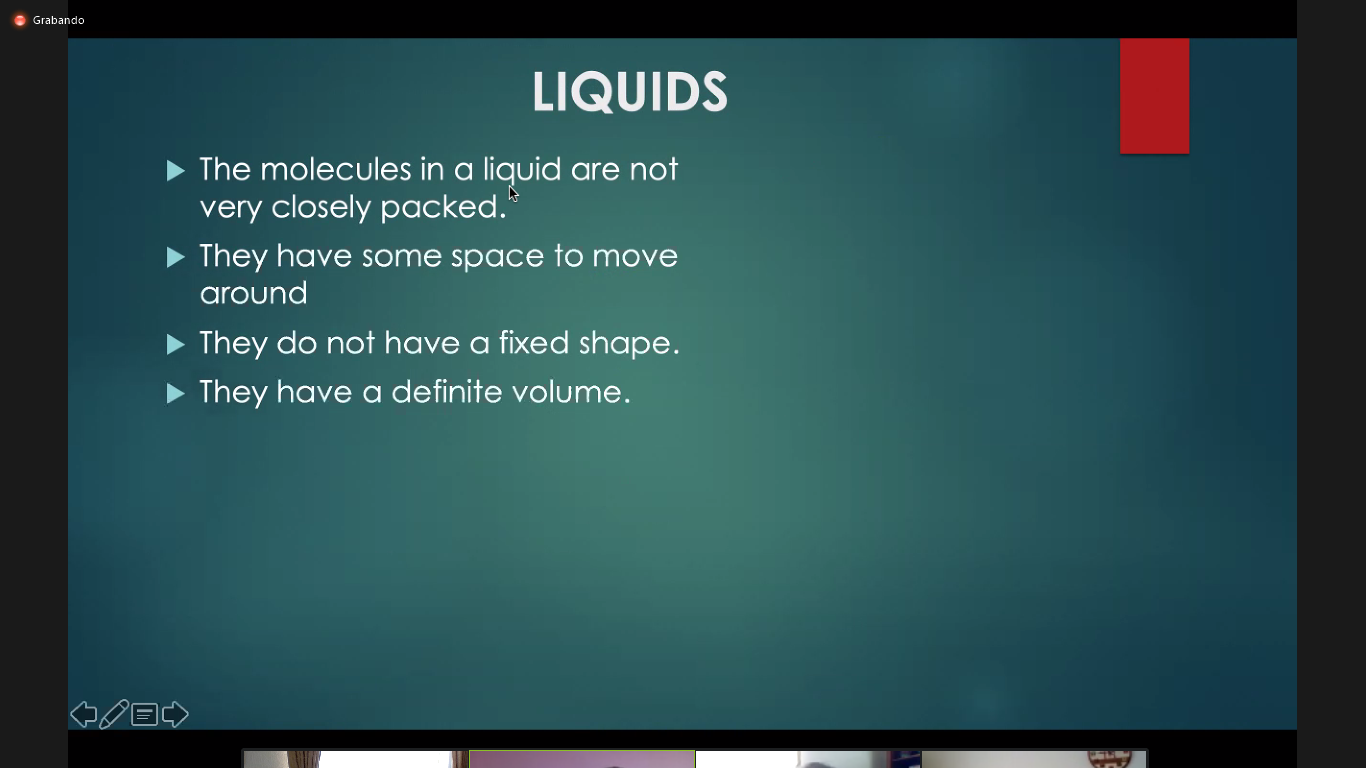 Grabando
LIQUIDS
The molecules in a liquid are not
very closely packed.
They have some space to move
around
They do not have a fixed shape.
They have a definite volume.